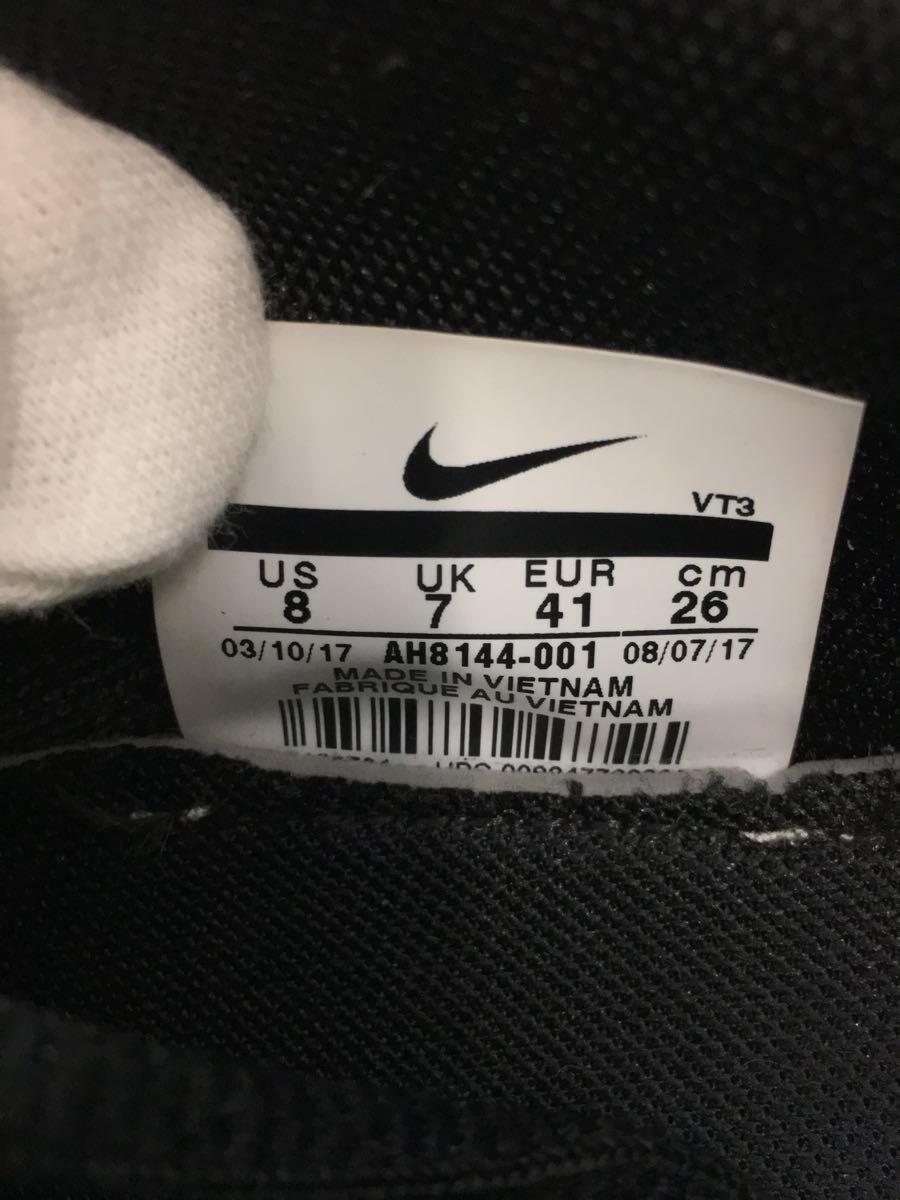 VT3
US UK EUR cm
8 7 41 26
03/10/17 AH8144-001 08/07/17
MADE IN VIETNAM
FABRIQUE AU VIETNAM